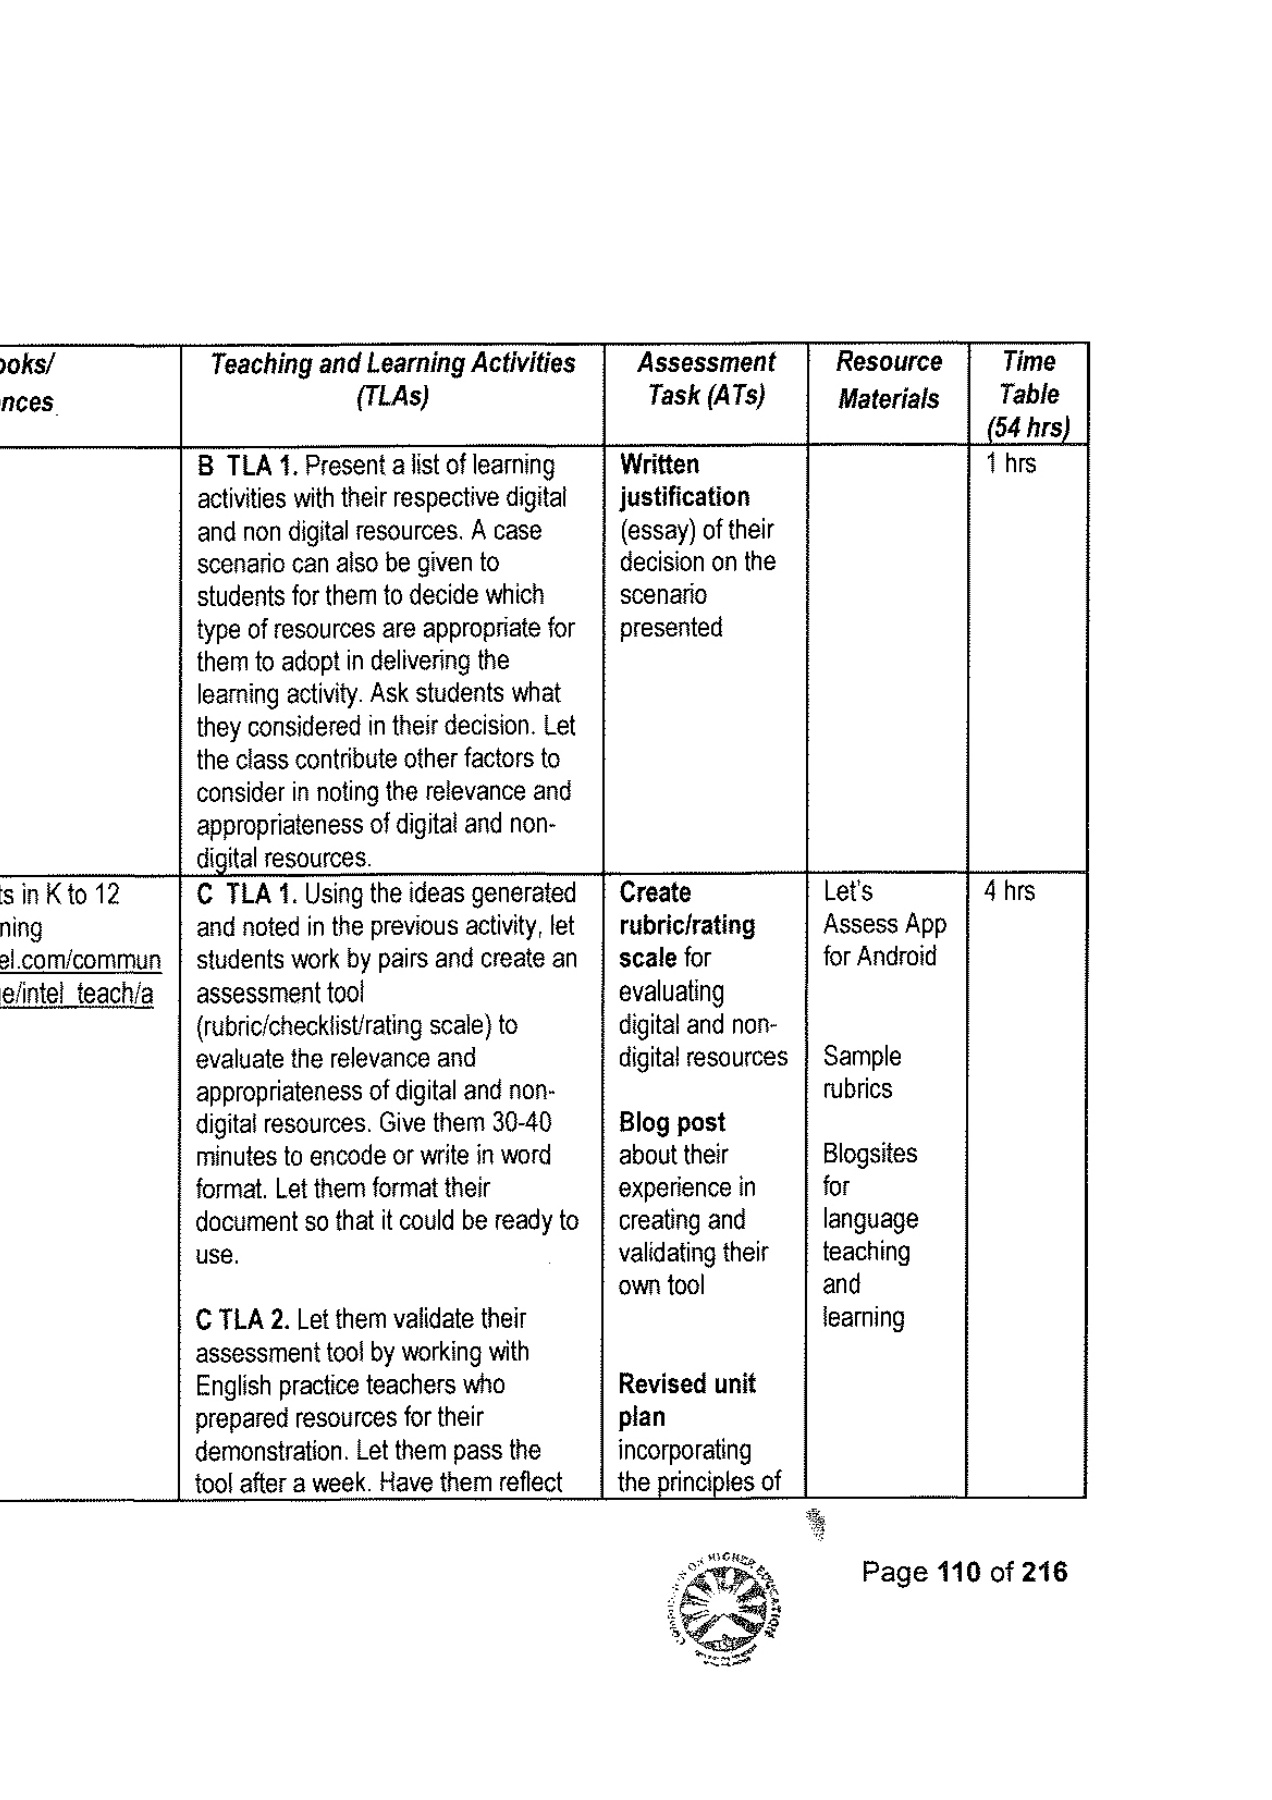 ooks/
nces
Teaching and Learning Activities
(TLAs)
Assessment
Task (ATs)
Resource
Materials
Time
Table
(54 hrs)
B TLA 1. Present a list of learning
activities with their respective digital
and non digital resources. A case
scenario can also be given to
students for them to decide which
type of resources are appropriate for
them to adopt in delivering the
learning activity. Ask students what
they considered in their decision. Let
the class contribute other factors to
consider in noting the relevance and
appropriateness of digital and non-
digital resources.
Written
justification
(essay) of their
decision on the
scenario
presented
1 hrs
ts in K to 12
ning
el.com/commun
e/intel_teach/a
C TLA 1. Using the ideas generated
and noted in the previous activity, let
students work by pairs and create an
assessment tool
(rubric/checklist/rating scale) to
evaluate the relevance and
appropriateness of digital and non-
digital resources. Give them 30-40
minutes to encode or write in word
format. Let them format their
document so that it could be ready to
use.
C TLA 2. Let them validate their
assessment tool by working with
English practice teachers who
prepared resources for their
demonstration. Let them pass the
tool after a week. Have them reflect
Create
rubric/rating
scale for
evaluating
digital and non-
digital resources
Blog post
about their
experience in
creating and
validating their
own tool
Revised unit
plan
incorporating
the principles of
Let's
Assess App
for Android
Sample
rubrics
Blogsites
for
language
teaching
and
learning
4 hrs
COMMISSION ON HIGHER EDUCATION
Page 110 of 216